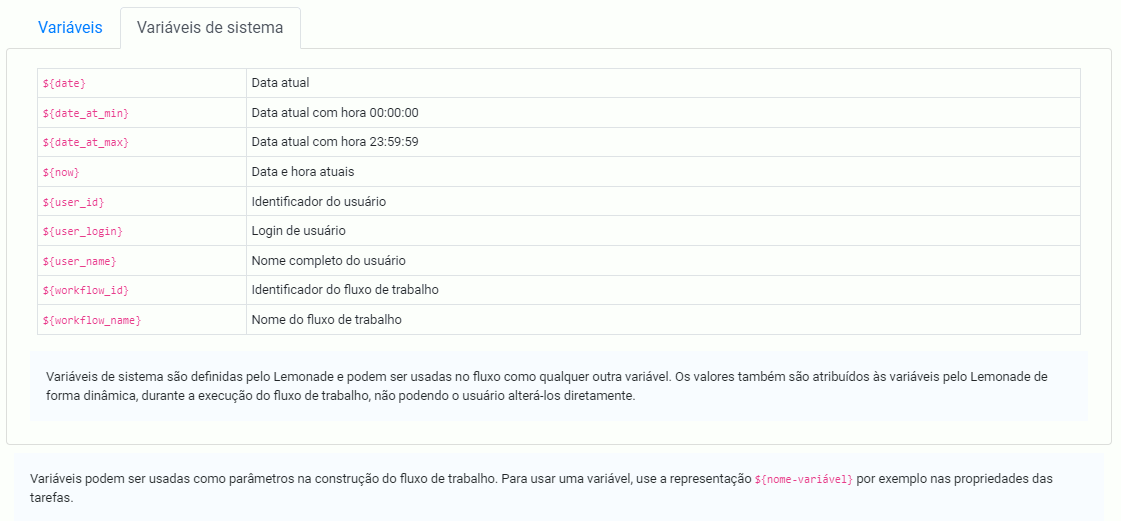 Variáveis Variáveis de sistema
${date} Data atual
${date_at_min} Data atual com hora 00:00:00
${date_at_max} Data atual com hora 23:59:59
${now} Data e hora atuais
${user_id} Identificador do usuário
${user_login} Login de usuário
${user_name} Nome completo do usuário
${workflow_id} Identificador do fluxo de trabalho
${workflow_name} Nome do fluxo de trabalho
Variáveis de sistema são definidas pelo Lemonade e podem ser usadas no fluxo como qualquer outra variável. Os valores também são atribuídos às variáveis pelo Lemonade de
forma dinâmica, durante a execução do fluxo de trabalho, não podendo o usuário alterá-los diretamente.
Variáveis podem ser usadas como parâmetros na construção do fluxo de trabalho. Para usar uma variável, use a representação ${nome-variável} por exemplo nas propriedades das
tarefas.